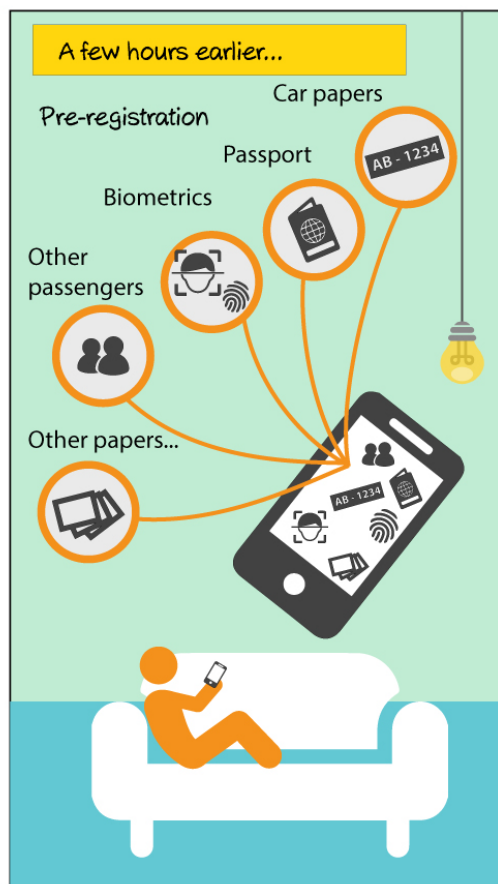 A few hours earlier...
Pre-registration
Car papers
AB - 1234
Passport
Biometrics
Other
passengers
Other papers...
AB - 1234